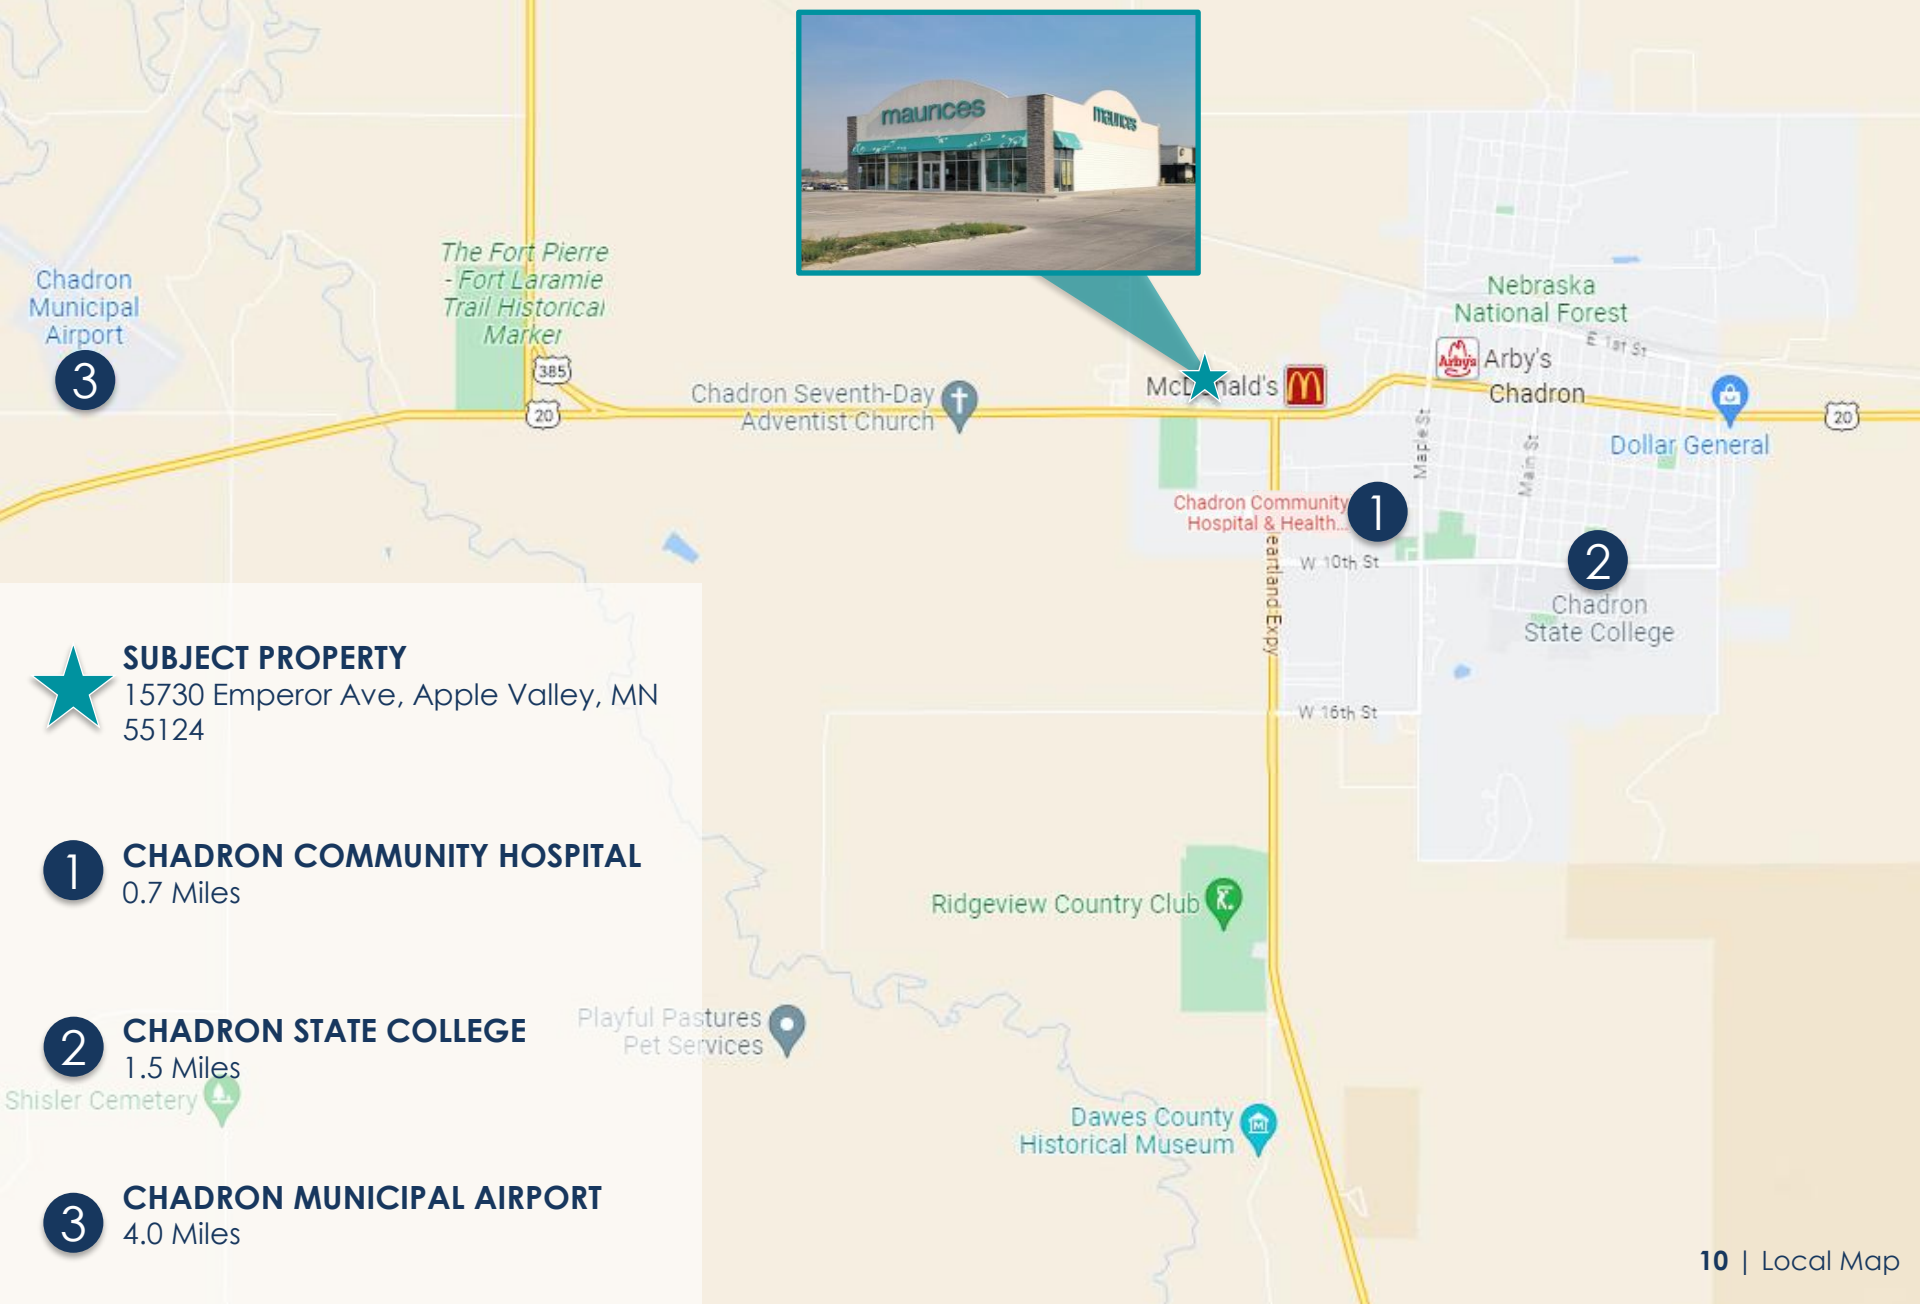 maurices
maurices
The Fort Pierre
- Fort Laramie
Trail Historical
Marker
Chadron
Municipal
Airport
3
385
20
Chadron Seventh-Day
Adventist Church
McDonald's
Nebraska
National Forest
E 1st St
Arby's
Arby's
Chadron
Dollar General
20
Maple St
Main St
Chadron Community
Hospital & Health...
1
eartland Expy
W 10th St
2
Chadron
State College
W 16th St
SUBJECT PROPERTY
15730 Emperor Ave, Apple Valley, MN
55124
1
CHADRON COMMUNITY HOSPITAL
0.7 Miles
Ridgeview Country Club
2
CHADRON STATE COLLEGE
1.5 Miles
Playful Pastures
Pet Services
Shisler Cemetery
Dawes County
Historical Museum
3
CHADRON MUNICIPAL AIRPORT
4.0 Miles
10 | Local Map